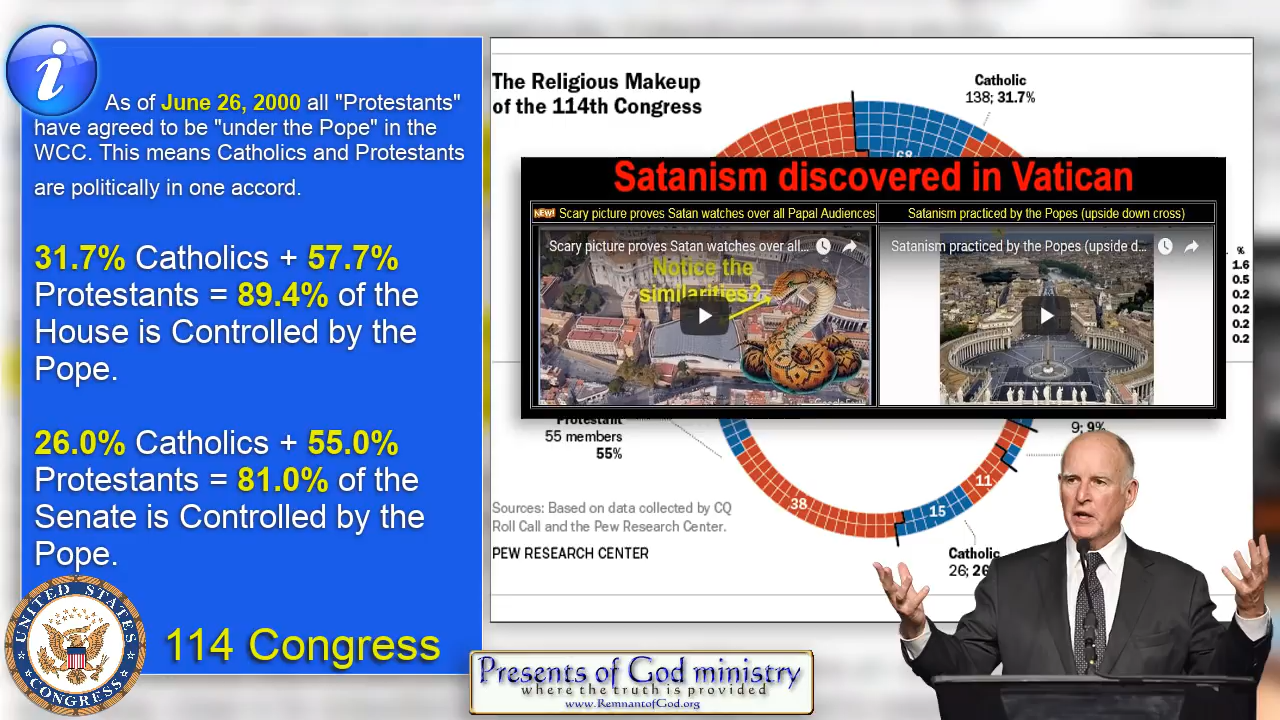 As of June 26, 2000 all "Protestants"
have agreed to be "under the Pope" in the
WCC. This means Catholics and Protestants
are politically in one accord.
31.7% Catholics + 57.7%
Protestants = 89.4% of the
House is Controlled by the
Pope.
26.0% Catholics + 55.0%
Protestants = 81.0% of the
Senate is Controlled by the
Pope.
UNITED STATES
CONGRESS
114 Congress
The Religious Makeup
of the 114th Congress
Catholic
138; 31.7%
68
Satanism discovered in Vatican
NEW! Scary picture proves Satan watches over all Papal Audiences
Satanism practiced by the Popes (upside down cross)
Scary picture proves Satan watches over all...
Satanism practiced by the Popes (upside d...
Notice the
similarities?
%
1.6
0.5
0.2
0.2
0.2
0.2
Protestant
55 members
55%
9; 9%
11
38
15
Catholic
26; 26
Sources: Based on data collected by CQ
Roll Call and the Pew Research Center.
PEW RESEARCH CENTER
Presents of God ministry
where the truth is provided
www.RemnantofGod.org